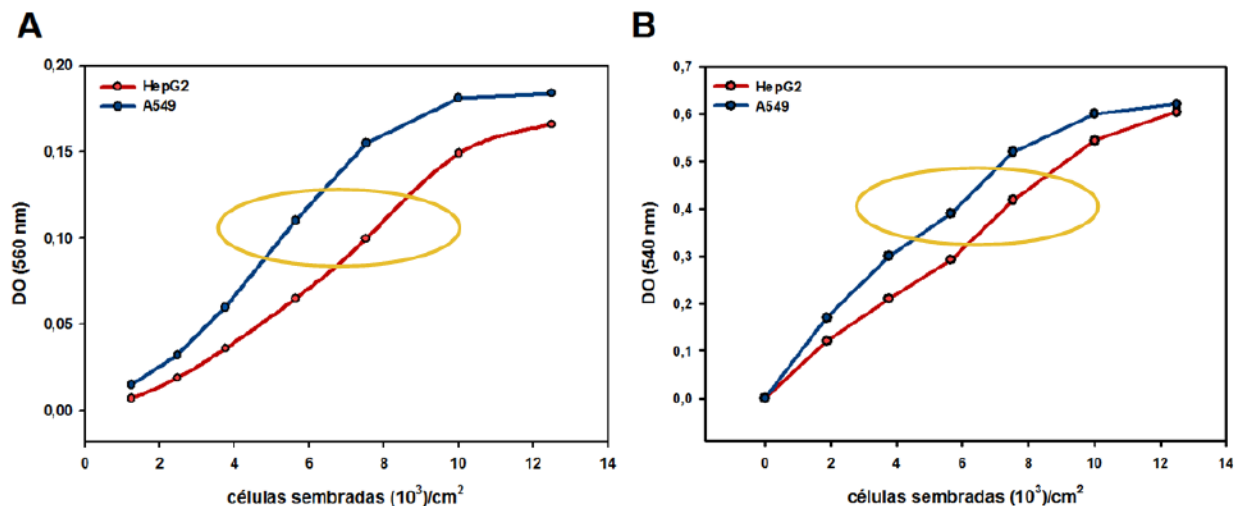 A
HepG2
A549
0,20
0,15
0,10
0,05
0,00
DO (560 nm)
0 2 4 6 8 10 12 14
células sembradas (10³)/cm²
B
HepG2
A549
0,7
0,6
0,5
0,4
0,3
0,2
0,1
0,0
DO (540 nm)
0 2 4 6 8 10 12 14
células sembradas (10³)/cm²